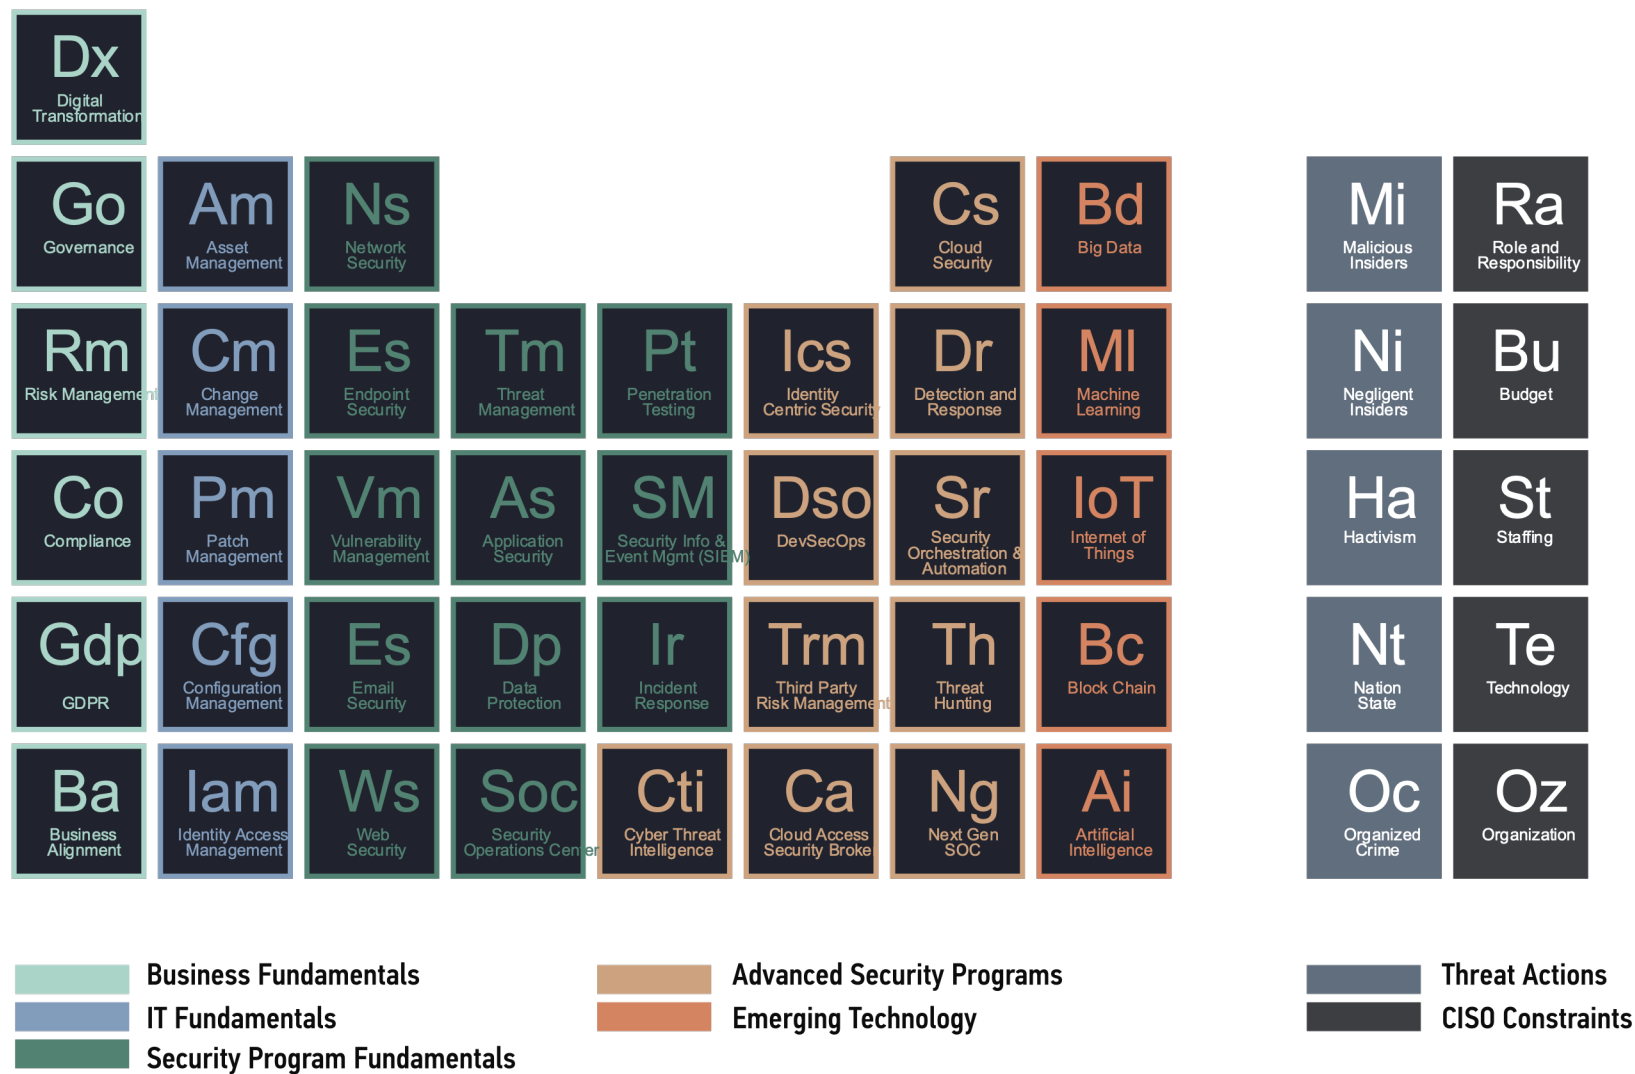 Dx
Digital
Transformation
Go
Governance
Am
Asset
Management
Ns
Network
Security
Cs
Cloud
Security
Bd
Big Data
Mi
Malicious
Insiders
Ra
Role and
Responsibility
Rm
Risk Management
Cm
Change
Management
Es
Endpoint
Security
Tm
Threat
Management
Pt
Penetration
Testing
Ics
Identity
Centric Security
Dr
Detection and
Response
Ml
Machine
Learning
Ni
Negligent
Insiders
Bu
Budget
Co
Compliance
Pm
Patch
Management
Vm
Vulnerability
Management
As
Application
Security
SM
Security Info &
Event Mgmt (SIEM)
Dso
DevSecOps
Sr
Security
Orchestration &
Automation
IoT
Internet of
Things
Ha
Hactivism
St
Staffing
Gdp
GDPR
Cfg
Configuration
Management
Es
Email
Security
Dp
Data
Protection
Ir
Incident
Response
Trm
Third Party
Risk Management
Th
Threat
Hunting
Bc
Block Chain
Nt
Nation
State
Te
Technology
Ba
Business
Alignment
Iam
Identity Access
Management
Ws
Web
Security
Soc
Security
Operations Center
Cti
Cyber Threat
Intelligence
Ca
Cloud Access
Security Broker
Ng
Next Gen
SOC
Ai
Artificial
Intelligence
Oc
Organized
Crime
Oz
Organization
Business Fundamentals
IT Fundamentals
Security Program Fundamentals
Advanced Security Programs
Emerging Technology
Threat Actions
CISO Constraints